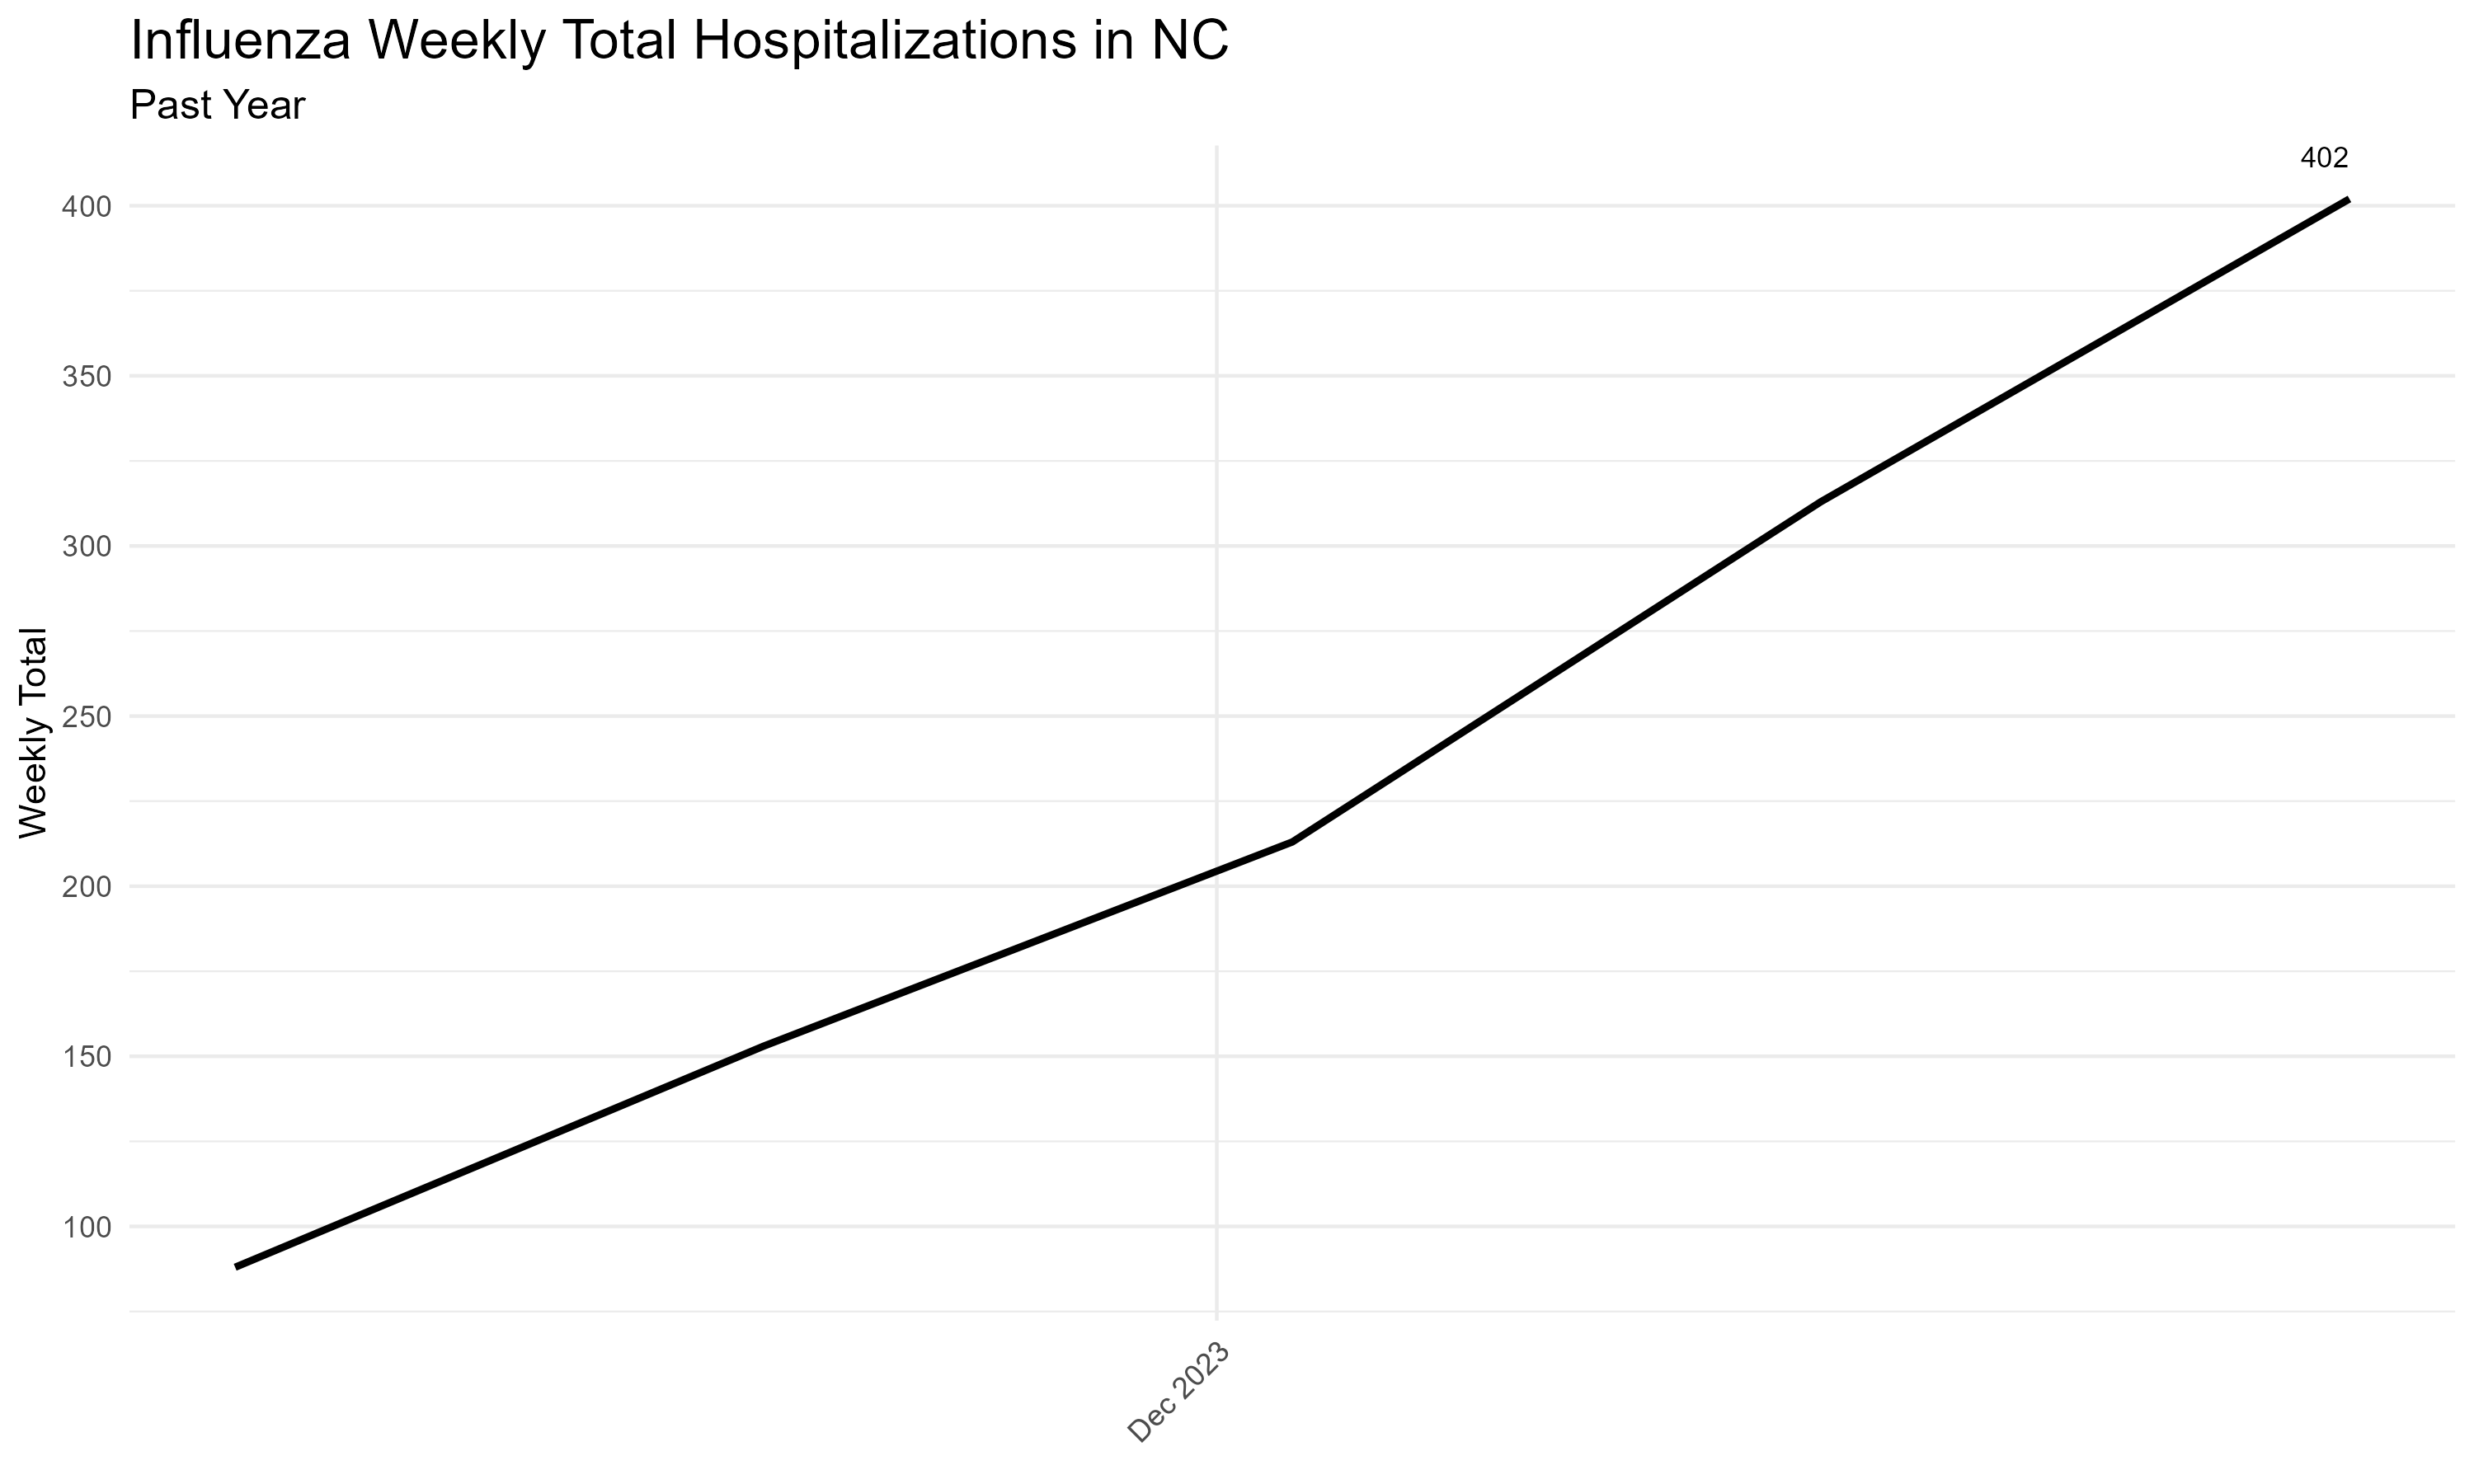 Influenza Weekly Total Hospitalizations in NC
Past Year
402
400
350
300
250
200
150
100
Weekly Total
Dec 2023